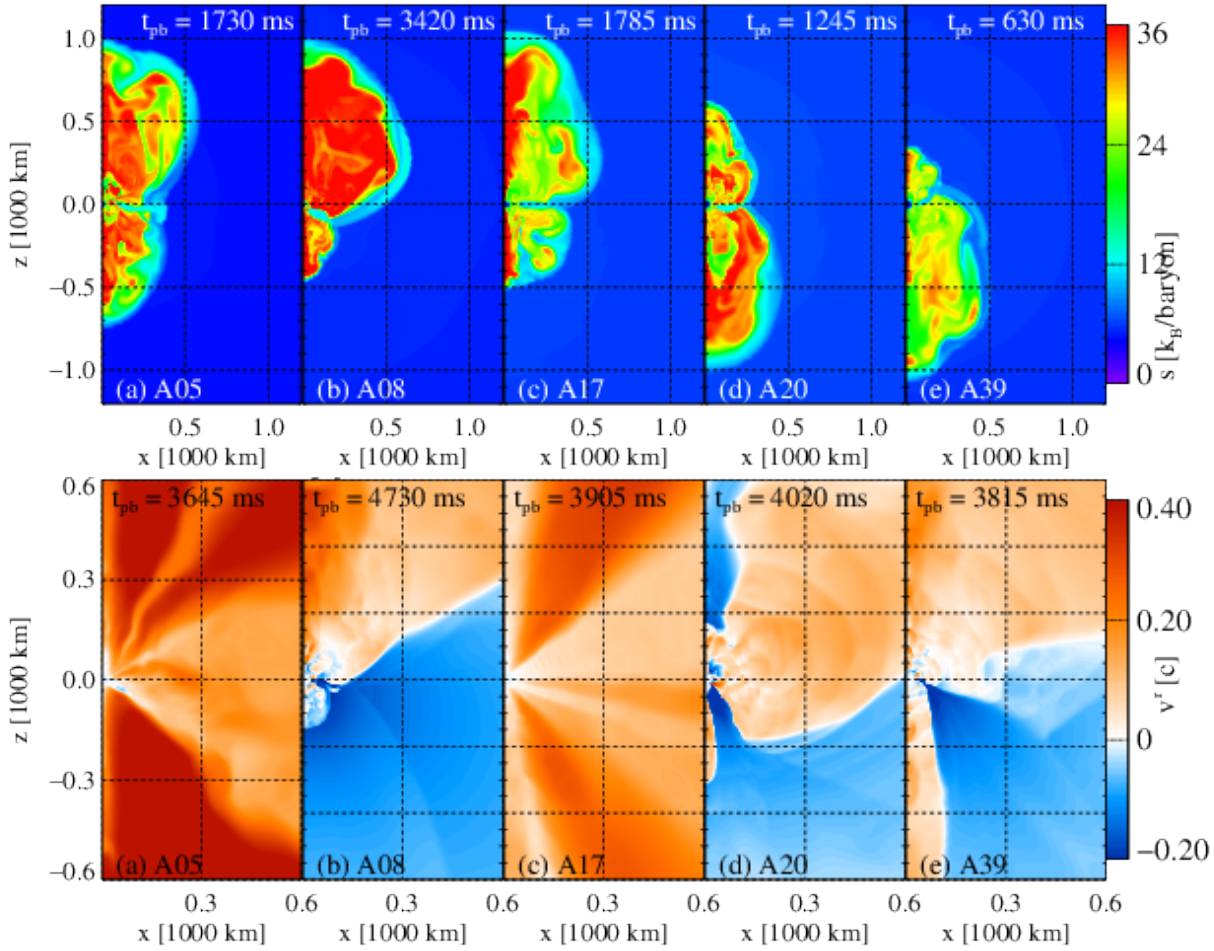 t_pb = 1730 ms
t_pb = 3420 ms
t_pb = 1785 ms
t_pb = 1245 ms
t_pb = 630 ms
1.0
0.5
0.0
−0.5
−1.0
z [1000 km]
(a) A05
(b) A08
(c) A17
(d) A20
(e) A39
36
24
12
0
s [k_B/baryon]
0.5 1.0
0.5 1.0
0.5 1.0
0.5 1.0
0.5 1.0
x [1000 km]
x [1000 km]
x [1000 km]
x [1000 km]
x [1000 km]
t_pb = 3645 ms
t_pb = 4730 ms
t_pb = 3905 ms
t_pb = 4020 ms
t_pb = 3815 ms
0.6
0.3
0.0
−0.3
−0.6
z [1000 km]
(a) A05
(b) A08
(c) A17
(d) A20
(e) A39
0.40
0.20
0
−0.20
v^r [c]
0.3 0.6
0.3 0.6
0.3 0.6
0.3 0.6
0.3 0.6
x [1000 km]
x [1000 km]
x [1000 km]
x [1000 km]
x [1000 km]